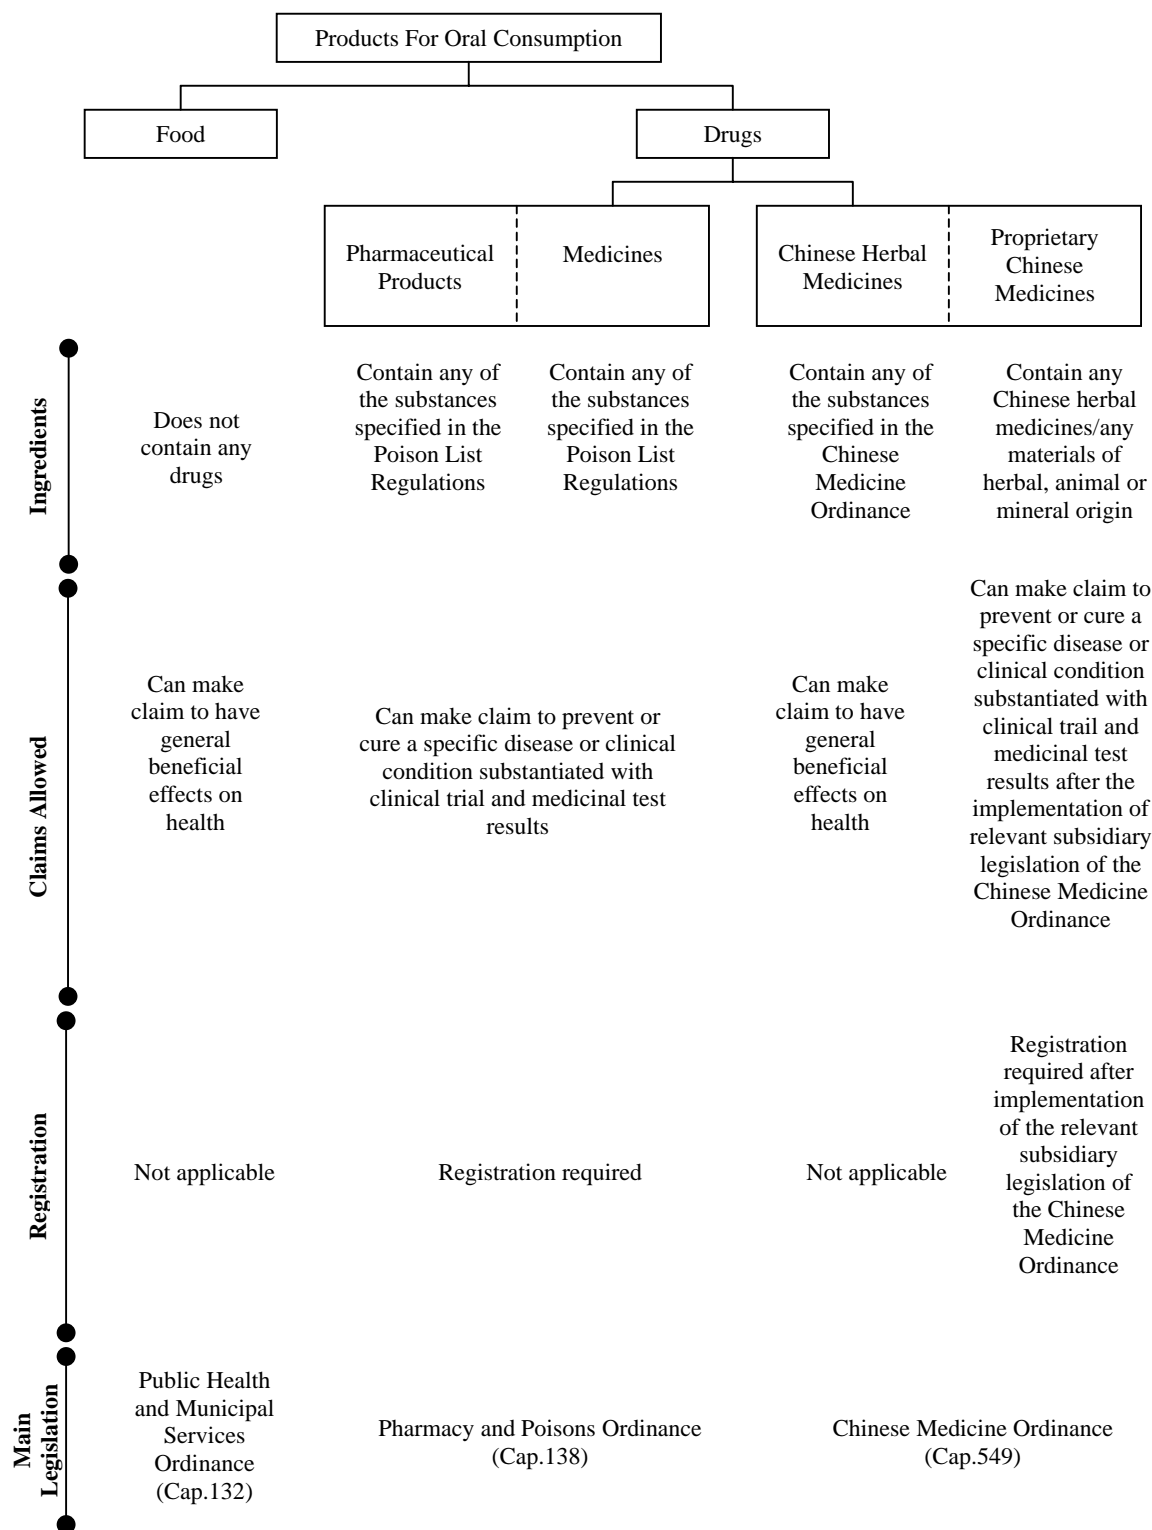 Products For Oral Consumption
Food
Drugs
Pharmaceutical
Products
Medicines
Chinese Herbal
Medicines
Proprietary
Chinese
Medicines
Ingredients
Does not
contain any
drugs
Contain any of
the substances
specified in the
Poison List
Regulations
Contain any of
the substances
specified in the
Poison List
Regulations
Contain any of
the substances
specified in the
Chinese
Medicine
Ordinance
Contain any
Chinese herbal
medicines/any
materials of
herbal, animal or
mineral origin
Claims Allowed
Can make
claim to have
general
beneficial
effects on
health
Can make claim to prevent or
cure a specific disease or clinical
condition substantiated with
clinical trial and medicinal test
results
Can make
claim to have
general
beneficial
effects on
health
Can make claim to
prevent or cure a
specific disease or
clinical condition
substantiated with
clinical trail and
medicinal test
results after the
implementation of
relevant subsidiary
legislation of the
Chinese Medicine
Ordinance
Registration
Not applicable
Registration required
Not applicable
Registration
required after
implementation
of the relevant
subsidiary
legislation of
the Chinese
Medicine
Ordinance
Main
Legislation
Public Health
and Municipal
Services
Ordinance
(Cap.132)
Pharmacy and Poisons Ordinance
(Cap.138)
Chinese Medicine Ordinance
(Cap.549)